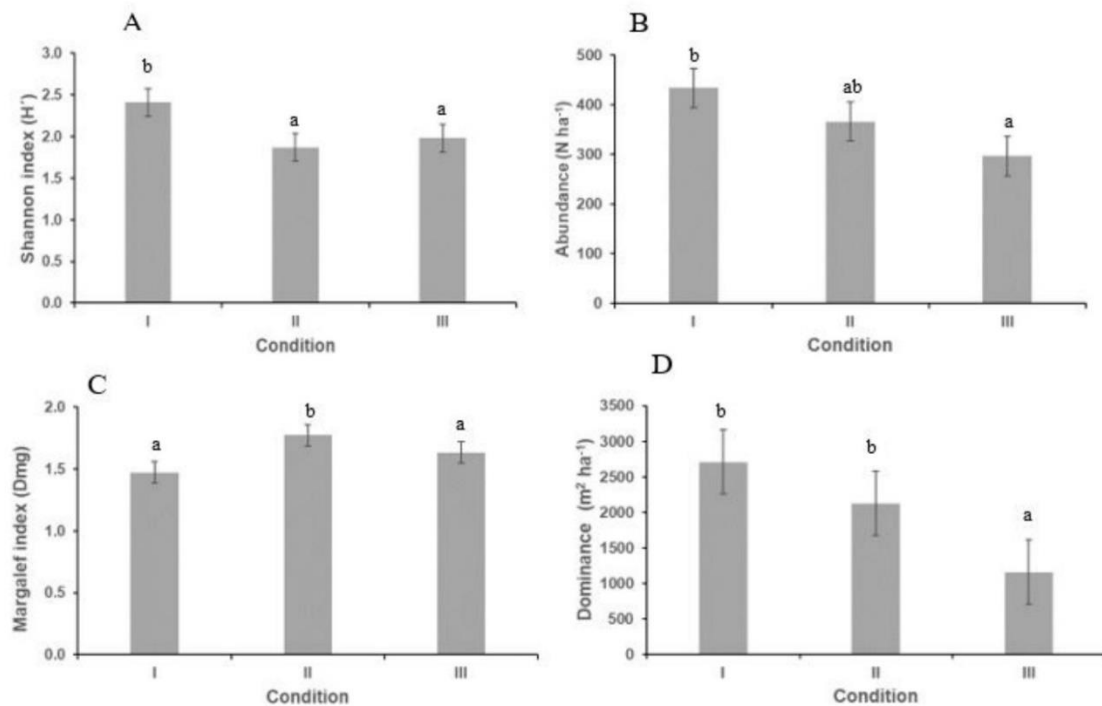 A
Shannon index (H´)
3.0
2.5
2.0
1.5
1.0
0.5
0.0
b
a
a
I
II
III
Condition
B
Abundance (N ha⁻¹)
500
400
300
200
100
0
b
ab
a
I
II
III
Condition
C
Margalef index (Dmg)
2.0
1.5
1.0
0.5
0.0
a
b
a
I
II
III
Condition
D
Dominance (m² ha⁻¹)
3500
3000
2500
2000
1500
1000
500
0
b
b
a
I
II
III
Condition